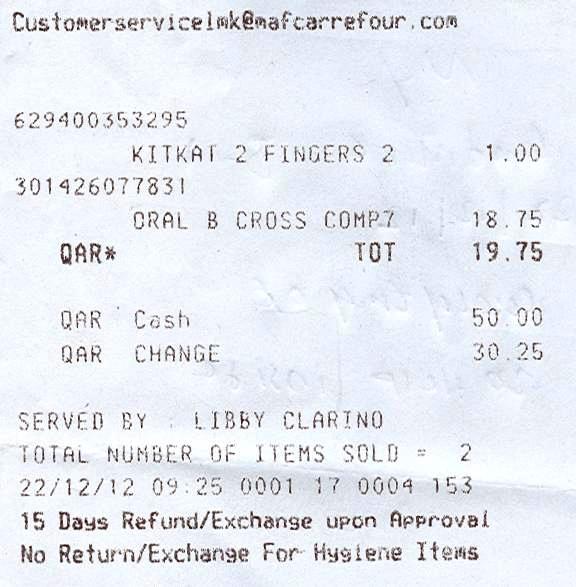 Customerservicelmk@mafcarrefour.com
629400353295
KITKAT 2 FINGERS 2 1.00
301426077831
ORAL B CROSS COMP7 18.75
QAR* TOT 19.75
QAR Cash 50.00
QAR CHANGE 30.25
SERVED BY : LIBBY CLARINO
TOTAL NUMBER OF ITEMS SOLD = 2
22/12/12 09:25 0001 17 0004 153
15 Days Refund/Exchange upon Approval
No Return/Exchange For Hygiene Items